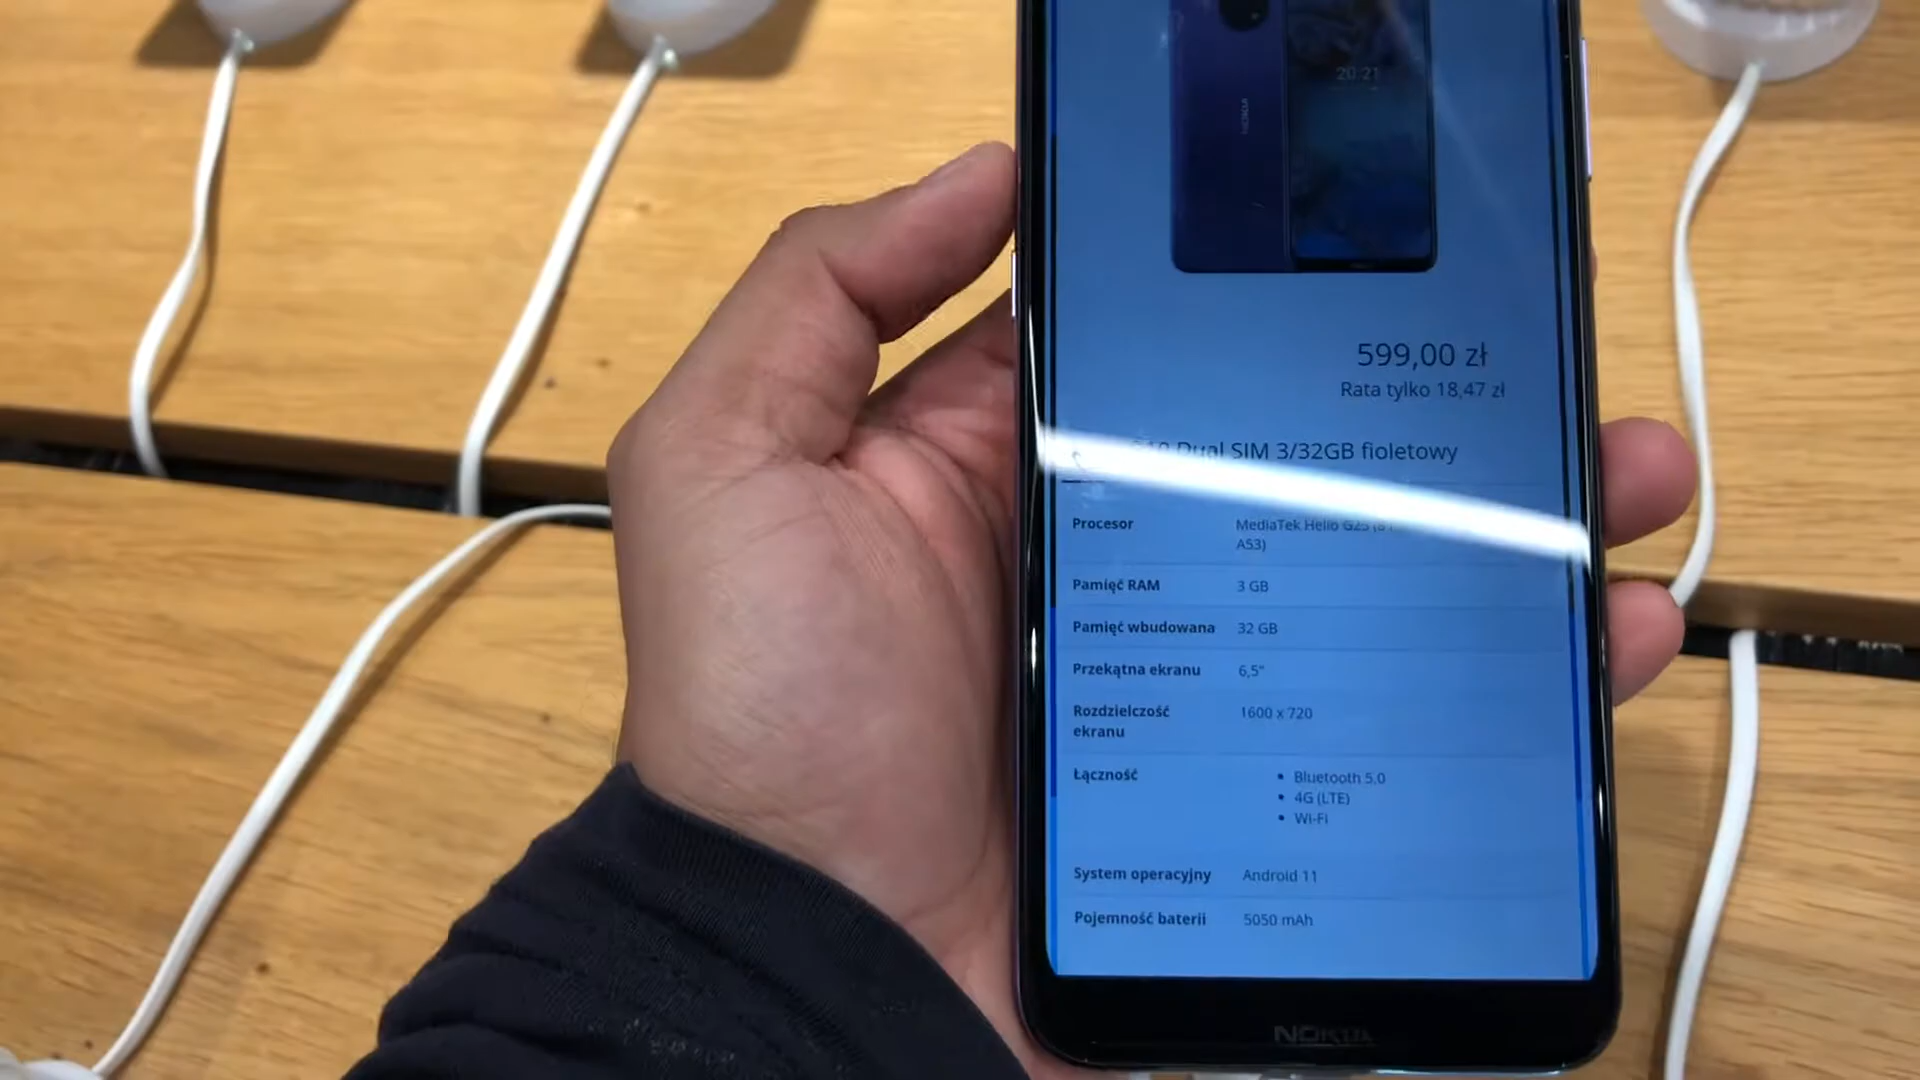 20:21
NOKIA
599,00 zł
Rata tylko 18,47 zł
Dual SIM 3/32GB fioletowy
Procesor
MediaTek Helio G25
A53)
Pamięć RAM 3 GB
Pamięć wbudowana 32 GB
Przekątna ekranu 6,5"
Rozdzielczość 1600 x 720
ekranu
Łączność
• Bluetooth 5.0
• 4G (LTE)
• Wi-Fi
System operacyjny Android 11
Pojemność baterii 5050 mAh
NOKIA